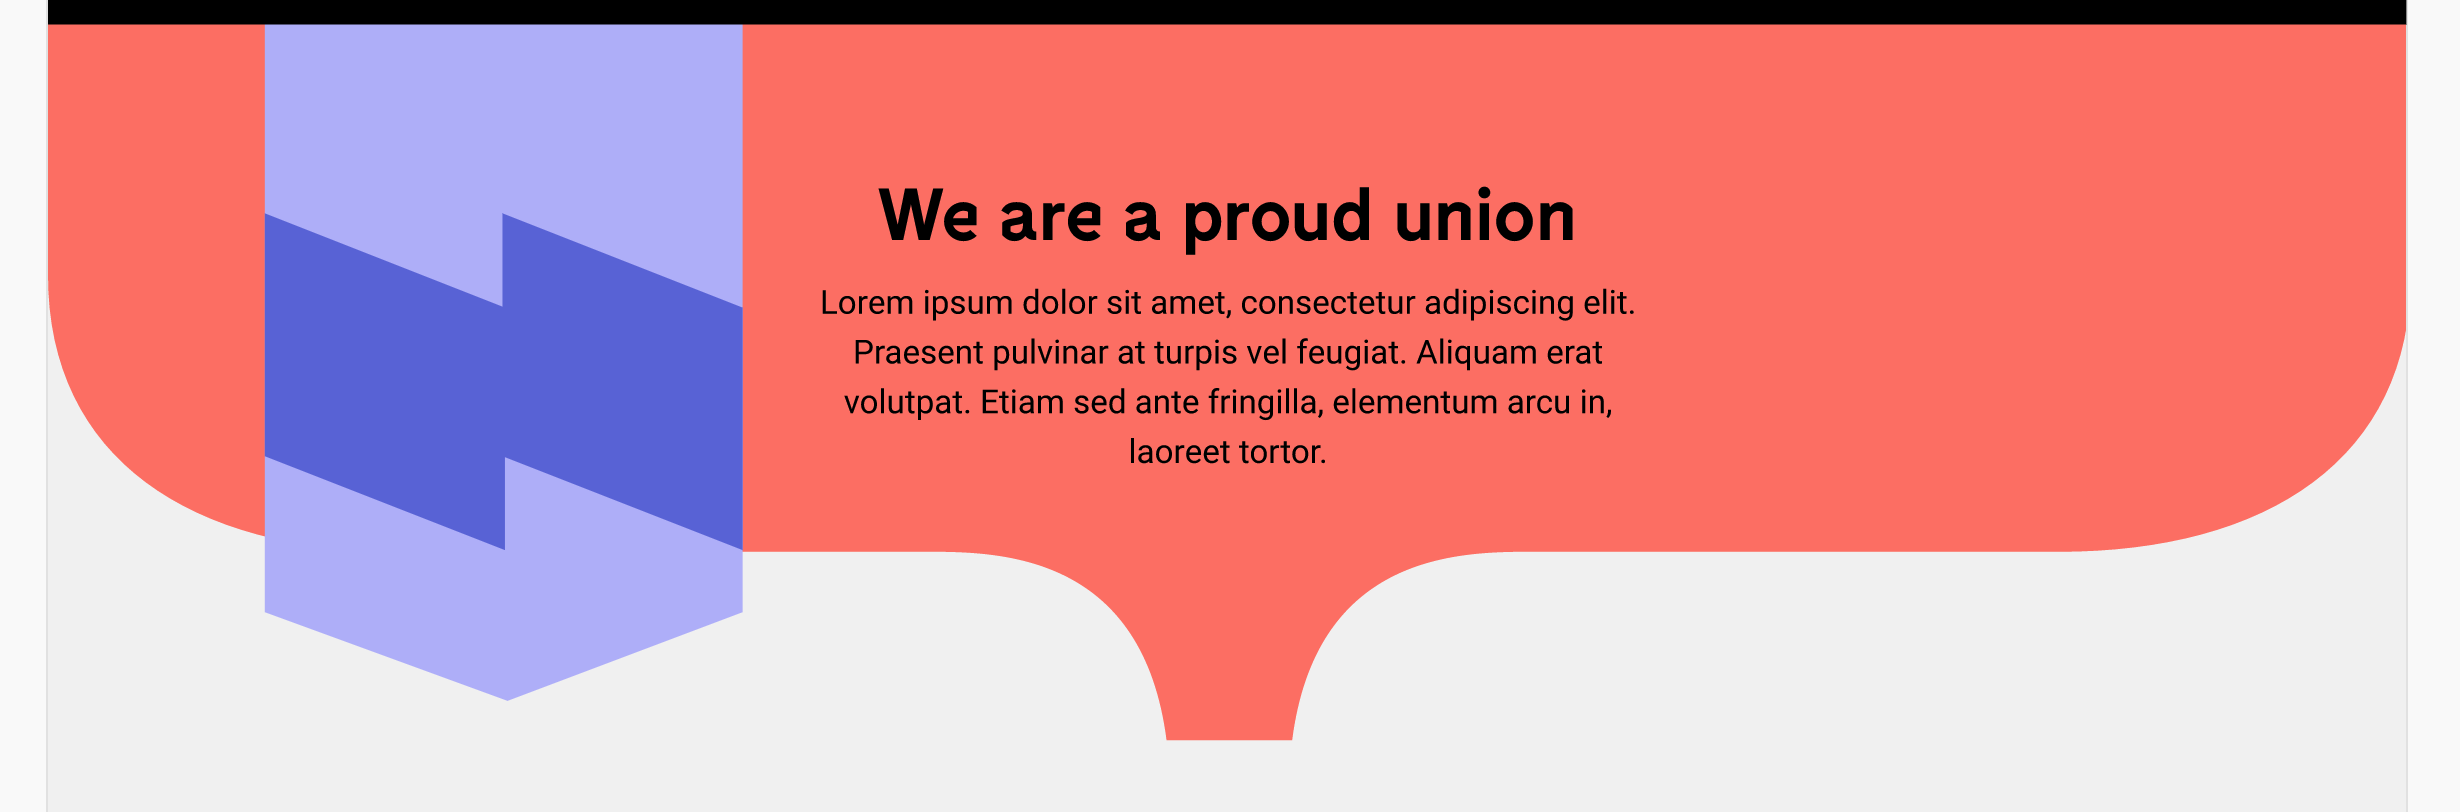 We are a proud union
Lorem ipsum dolor sit amet, consectetur adipiscing elit.
Praesent pulvinar at turpis vel feugiat. Aliquam erat
volutpat. Etiam sed ante fringilla, elementum arcu in,
laoreet tortor.